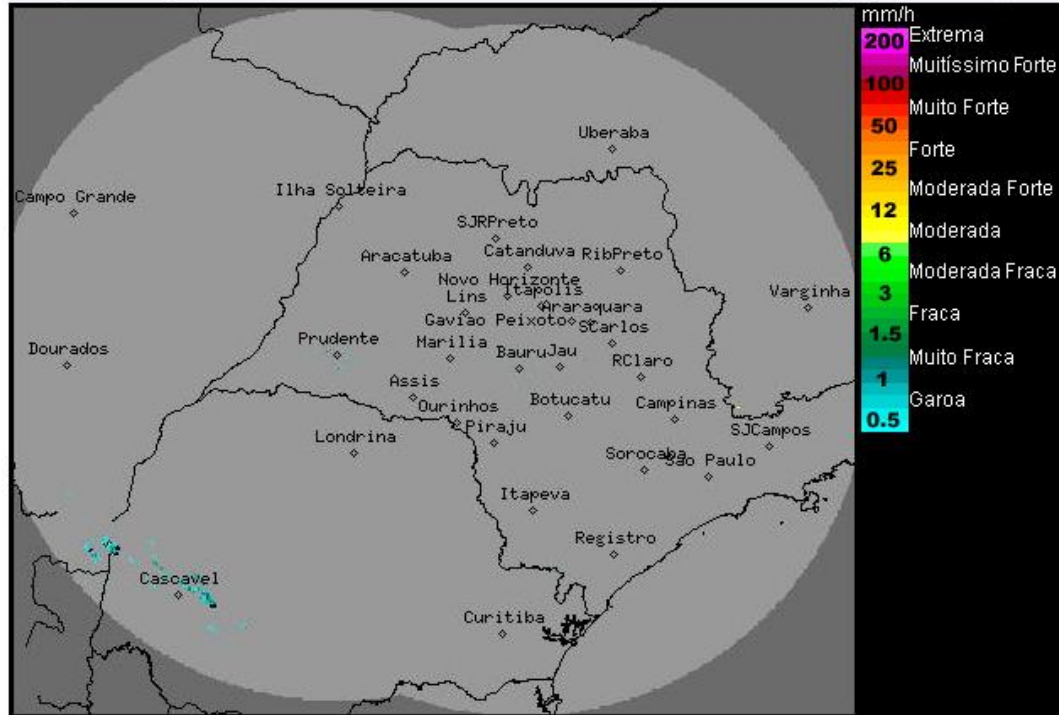 mm/h
200 Extrema
Muitíssimo Forte
100
Muito Forte
50
Forte
25
Moderada Forte
12
Moderada
6
Moderada Fraca
3
Fraca
1.5
Muito Fraca
1
Garoa
0.5
Uberaba
Campo Grande
Ilha Solteira
SJRPreto
Catanduva
RibPreto
Aracatuba
Novo Horizonte
Itapolis
Varginha
Lins
Araraquara
Gaviao Peixoto
SCarlos
Dourados
Prudente
Marilia
Bauru
Jau
RClaro
Assis
Ourinhos
Botucatu
Campinas
Londrina
Piraju
SJCampos
Sorocaba
Sao Paulo
Itapeva
Registro
Cascavel
Curitiba